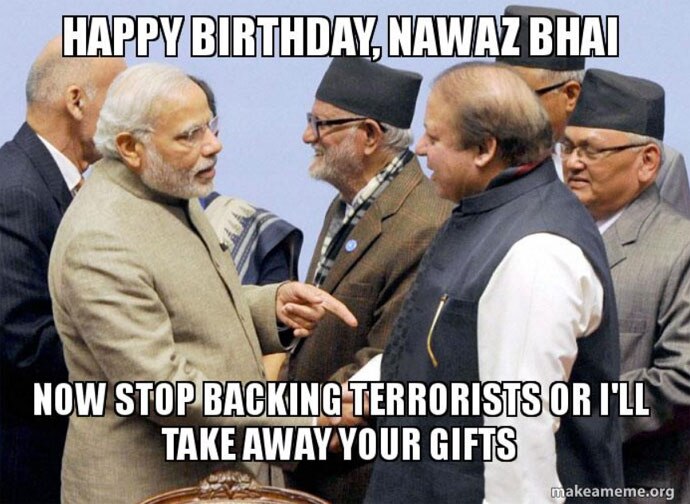 HAPPY BIRTHDAY, NAWAZ BHAI
NOW STOP BACKING TERRORISTS OR I'LL
TAKE AWAY YOUR GIFTS
makeameme.org